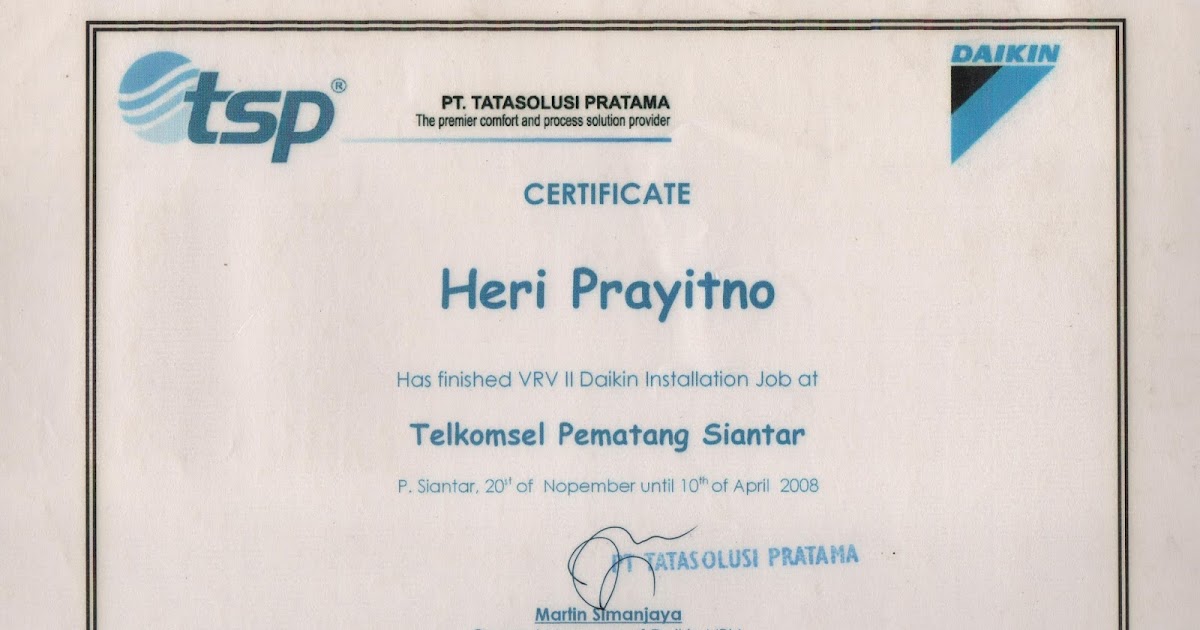 tsp®
DAIKIN
PT. TATASOLUSI PRATAMA
The premier comfort and process solution provider
CERTIFICATE
Heri Prayitno
Has finished VRV II Daikin Installation Job at
Telkomsel Pematang Siantar
P. Siantar, 20st of Nopember until 10th of April 2008
PT TATASOLUSI PRATAMA
Martin Simanjaya